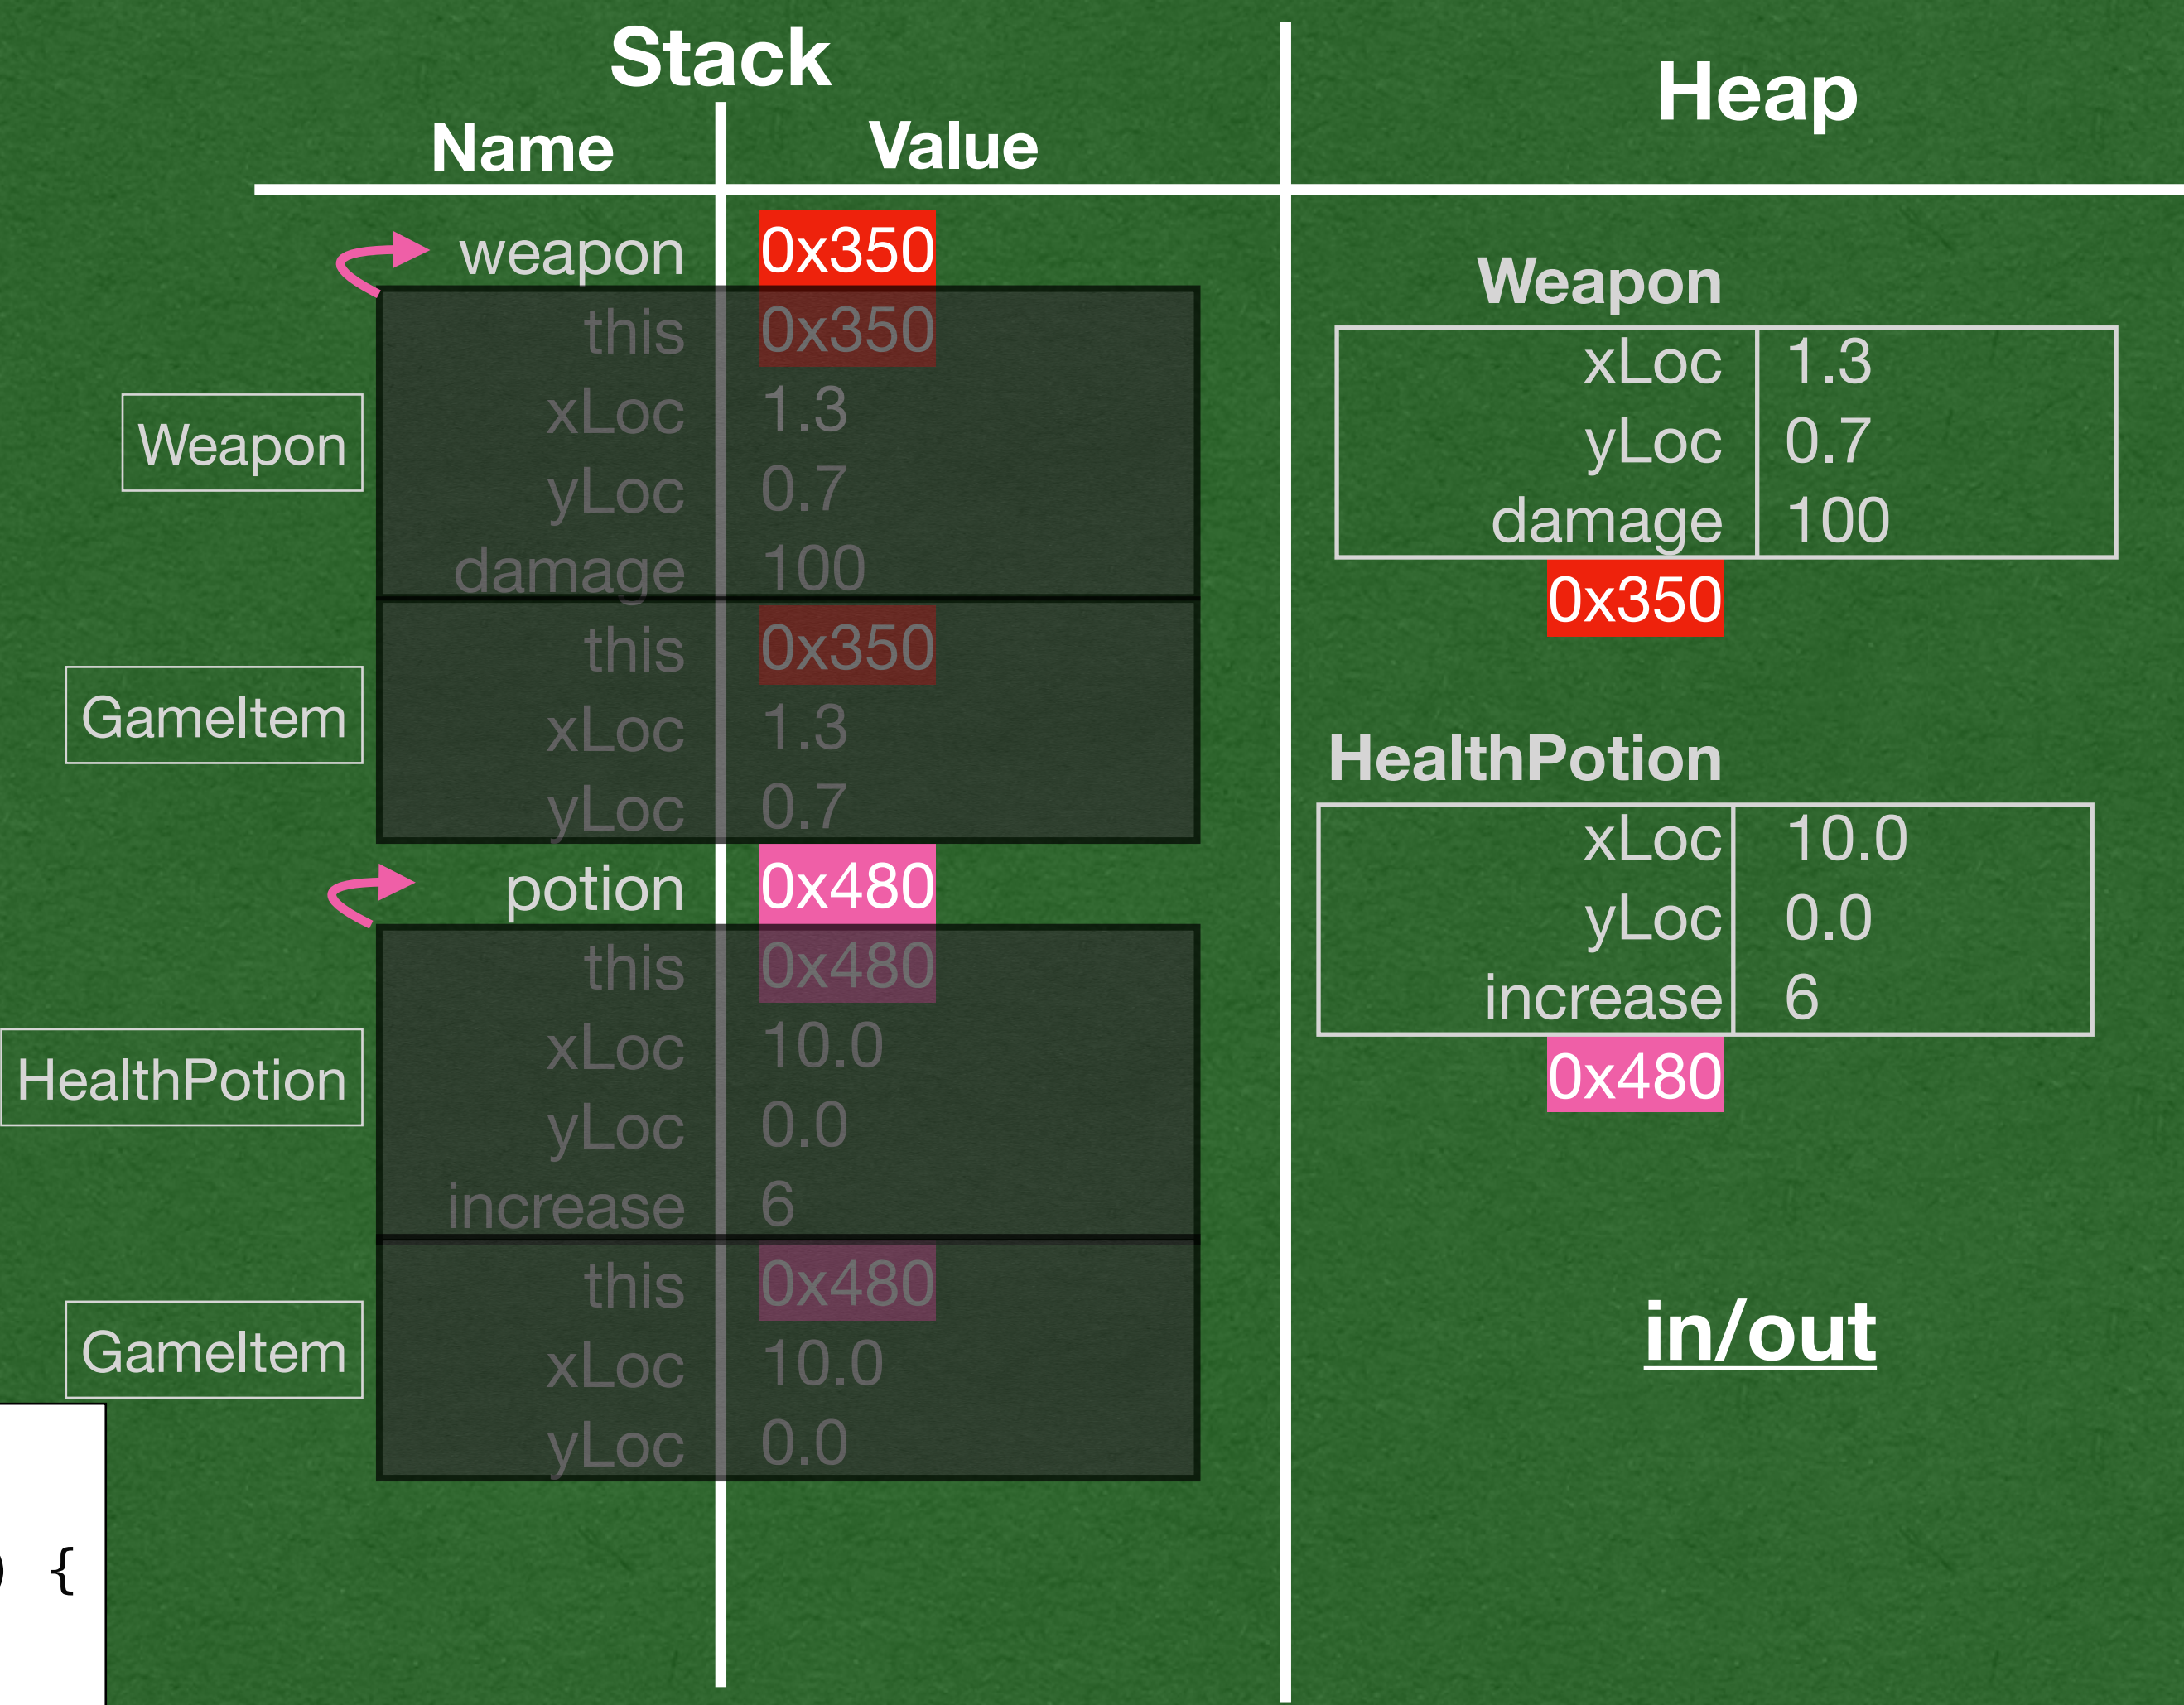 Stack
Heap
Name Value
weapon 0x350
this 0x350
xLoc 1.3
yLoc 0.7
damage 100
Weapon
this 0x350
xLoc 1.3
yLoc 0.7
GameItem
potion 0x480
this 0x480
xLoc 10.0
yLoc 0.0
increase 6
HealthPotion
this 0x480
xLoc 10.0
yLoc 0.0
GameItem
) {
Weapon
xLoc 1.3
yLoc 0.7
damage 100
0x350
HealthPotion
xLoc 10.0
yLoc 0.0
increase 6
0x480
in/out